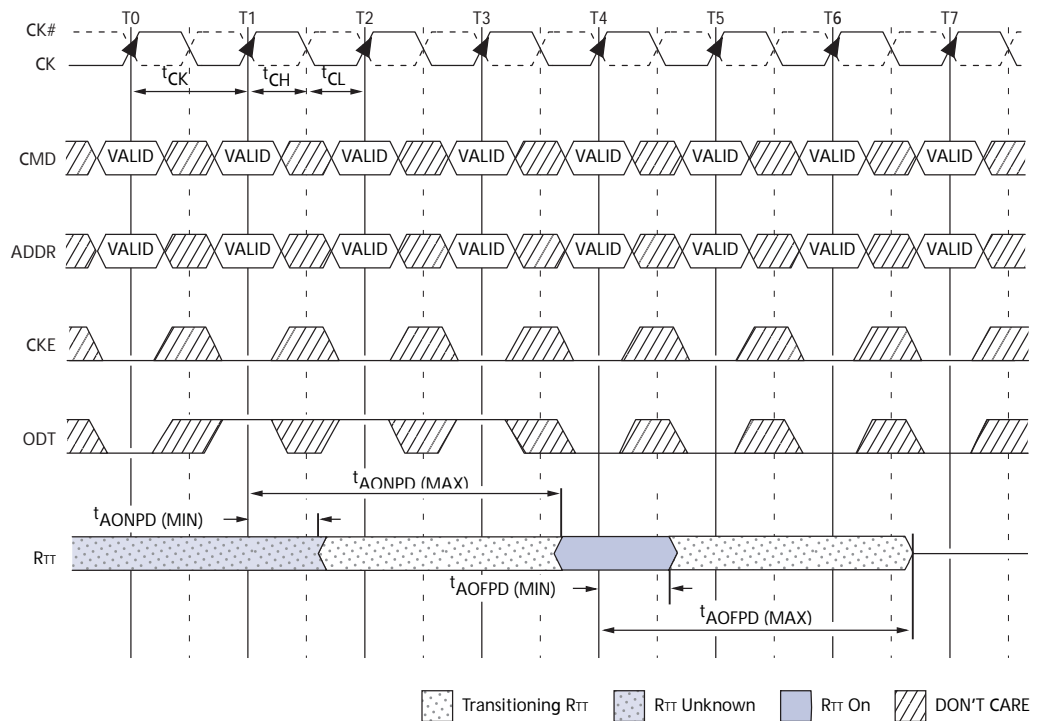 T0 T1 T2 T3 T4 T5 T6 T7
CK#
CK
tCK tCH tCL
CMD VALID VALID VALID VALID VALID VALID VALID VALID
ADDR VALID VALID VALID VALID VALID VALID VALID VALID
CKE
ODT
tAONPD (MAX)
tAONPD (MIN)
RTT
tAOFPD (MIN)
tAOFPD (MAX)
Transitioning RTT RTT Unknown RTT On DON'T CARE